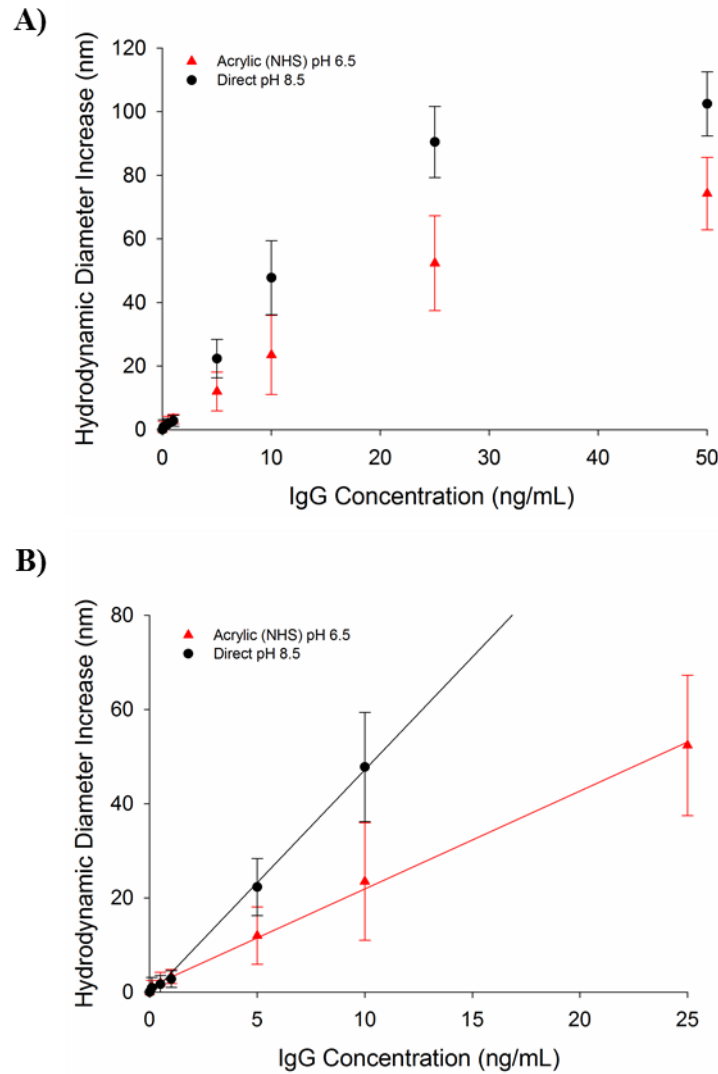 A)
Hydrodynamic Diameter Increase (nm)
120
100
80
60
40
20
0
Acrylic (NHS) pH 6.5
Direct pH 8.5
0 10 20 30 40 50
IgG Concentration (ng/mL)
B)
Hydrodynamic Diameter Increase (nm)
80
60
40
20
0
Acrylic (NHS) pH 6.5
Direct pH 8.5
0 5 10 15 20 25
IgG Concentration (ng/mL)